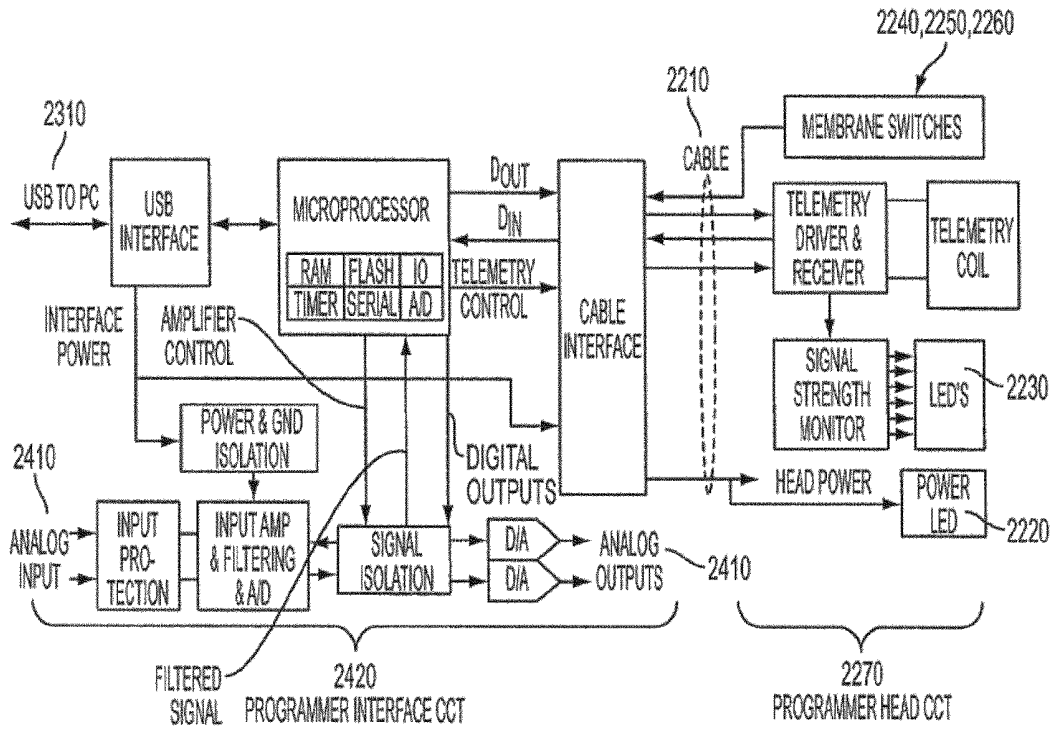 2240,2250,2260
2210
MEMBRANE SWITCHES
2310
CABLE
USB TO PC
USB
INTERFACE
MICROPROCESSOR
DOUT
DIN
RAM FLASH IO
TIMER SERIAL A/D
TELEMETRY
CONTROL
CABLE
INTERFACE
TELEMETRY
DRIVER &
RECEIVER
TELEMETRY
COIL
INTERFACE
POWER
AMPLIFIER
CONTROL
SIGNAL
STRENGTH
MONITOR
LED'S
2230
POWER & GND
ISOLATION
DIGITAL
OUTPUTS
2410
HEAD POWER
POWER
LED
2220
ANALOG
INPUT
INPUT
PRO-
TECTION
INPUT AMP
& FILTERING
& A/D
SIGNAL
ISOLATION
D/A
D/A
ANALOG
OUTPUTS
2410
FILTERED
SIGNAL
2420
PROGRAMMER INTERFACE CCT
2270
PROGRAMMER HEAD CCT